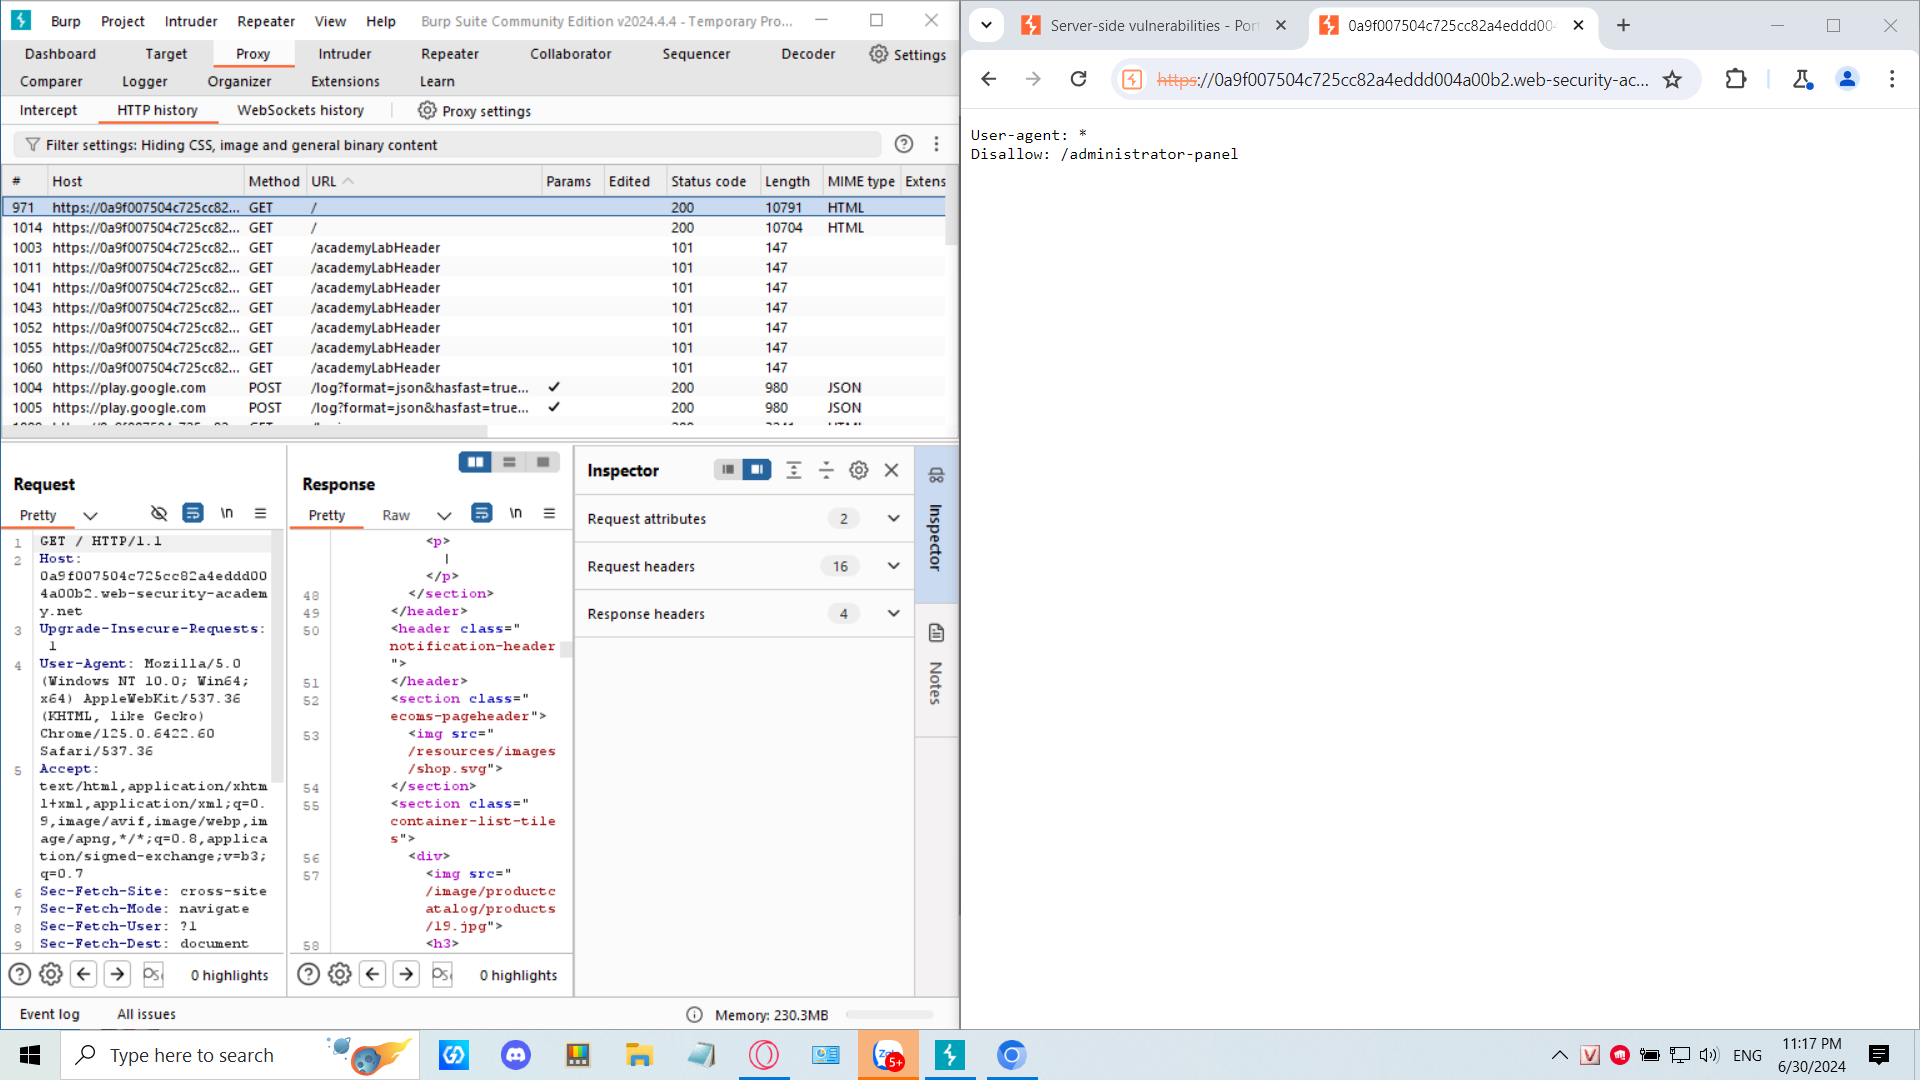 Burp Project Intruder Repeater View Help Burp Suite Community Edition v2024.4.4 - Temporary Pro...
Dashboard Target Proxy Intruder Repeater Collaborator Sequencer Decoder Settings
Comparer Logger Organizer Extensions Learn
Intercept HTTP history WebSockets history Proxy settings
Filter settings: Hiding CSS, image and general binary content
# Host Method URL Params Edited Status code Length MIME type Extens
971 https://0a9f007504c725cc82... GET / 200 10791 HTML
1014 https://0a9f007504c725cc82... GET / 200 10704 HTML
1003 https://0a9f007504c725cc82... GET /academyLabHeader 101 147
1011 https://0a9f007504c725cc82... GET /academyLabHeader 101 147
1041 https://0a9f007504c725cc82... GET /academyLabHeader 101 147
1043 https://0a9f007504c725cc82... GET /academyLabHeader 101 147
1052 https://0a9f007504c725cc82... GET /academyLabHeader 101 147
1055 https://0a9f007504c725cc82... GET /academyLabHeader 101 147
1060 https://0a9f007504c725cc82... GET /academyLabHeader 101 147
1004 https://play.google.com POST /log?format=json&hasfast=true... ✓ 200 980 JSON
1005 https://play.google.com POST /log?format=json&hasfast=true... ✓ 200 980 JSON
Request
Pretty \n
1 GET / HTTP/1.1
2 Host:
0a9f007504c725cc82a4eddd00
4a00b2.web-security-academ
y.net
3 Upgrade-Insecure-Requests:
1
4 User-Agent: Mozilla/5.0
(Windows NT 10.0; Win64;
x64) AppleWebKit/537.36
(KHTML, like Gecko)
Chrome/125.0.6422.60
Safari/537.36
5 Accept:
text/html,application/xhtm
l+xml,application/xml;q=0.
9,image/avif,image/webp,im
age/apng,*/*;q=0.8,applica
tion/signed-exchange;v=b3;
q=0.7
6 Sec-Fetch-Site: cross-site
7 Sec-Fetch-Mode: navigate
8 Sec-Fetch-User: ?1
9 Sec-Fetch-Dest: document
0 highlights
Response
Pretty Raw \n
<p>
|
</p>
48 </section>
49 </header>
50 <header class="
notification-header
">
51 </header>
52 <section class="
ecoms-pageheader">
53 <img src="
/resources/images
/shop.svg">
54 </section>
55 <section class="
container-list-tile
s">
56 <div>
57 <img src="
/image/productc
atalog/products
/19.jpg">
58 <h3>
0 highlights
Inspector
Request attributes 2
Request headers 16
Response headers 4
Inspector
Notes
Event log All issues Memory: 230.3MB
Server-side vulnerabilities - Por
0a9f007504c725cc82a4eddd004
https://0a9f007504c725cc82a4eddd004a00b2.web-security-ac...
User-agent: *
Disallow: /administrator-panel
Type here to search
5+
ENG
11:17 PM
6/30/2024